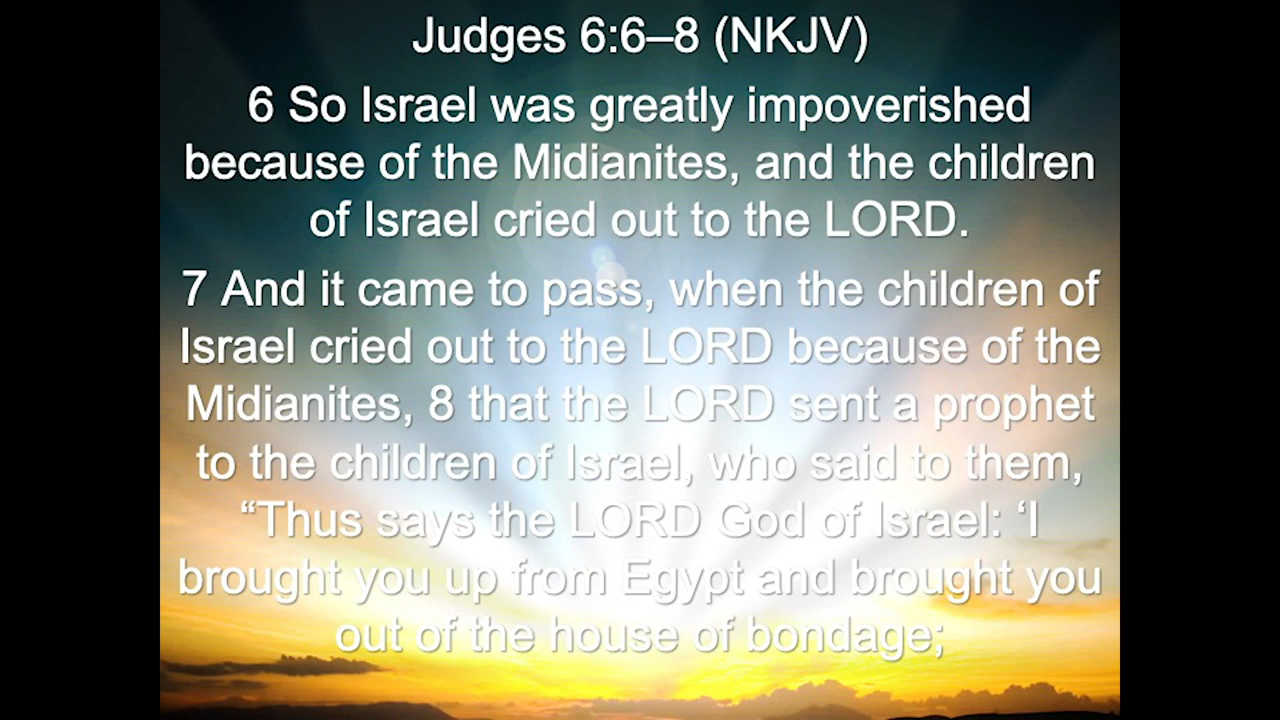 Judges 6:6–8 (NKJV)
6 So Israel was greatly impoverished
because of the Midianites, and the children
of Israel cried out to the LORD.
7 And it came to pass, when the children of
Israel cried out to the LORD because of the
Midianites, 8 that the LORD sent a prophet
to the children of Israel, who said to them,
“Thus says the LORD God of Israel: ‘I
brought you up from Egypt and brought you
out of the house of bondage;